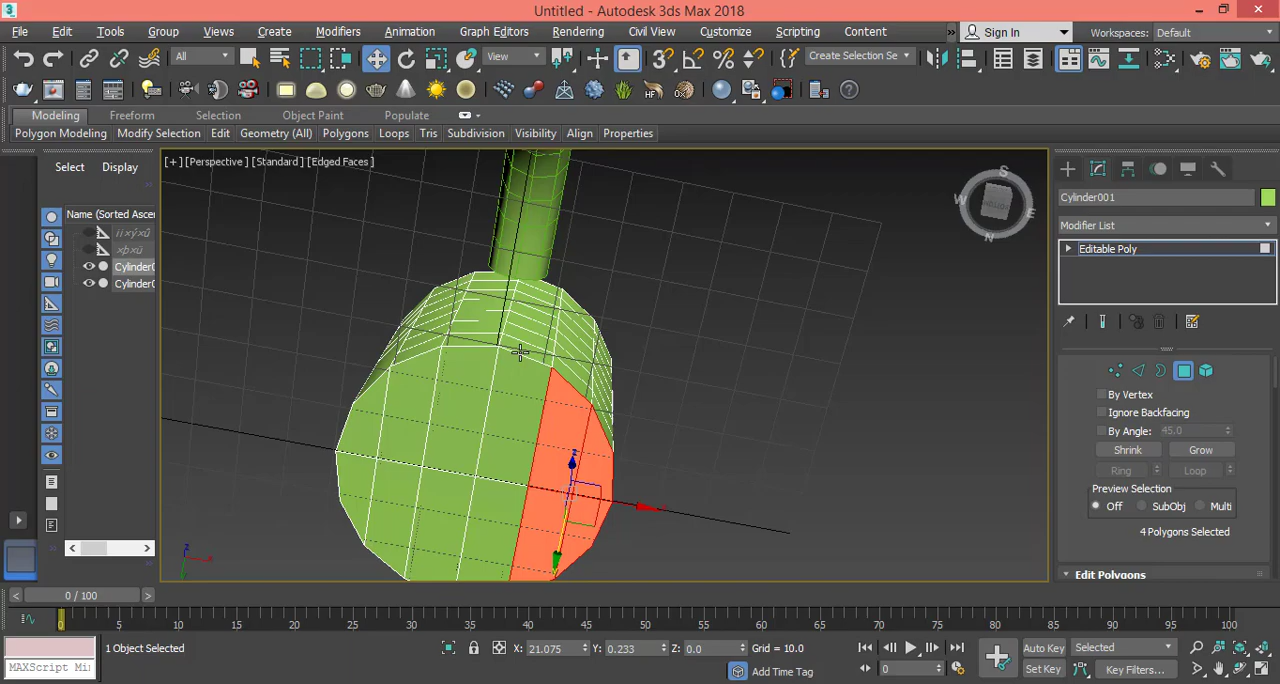 Untitled - Autodesk 3ds Max 2018
File Edit Tools Group Views Create Modifiers Animation Graph Editors Rendering Civil View Customize Scripting Content » Sign In Workspaces: Default
All View Create Selection Se
Modeling Freeform Selection Object Paint Populate
Polygon Modeling Modify Selection Edit Geometry (All) Polygons Loops Tris Subdivision Visibility Align Properties
Select Display
[+] [Perspective] [Standard] [Edged Faces]
S
W
E
N
Name (Sorted Asce
Cylinder0
Cylinder0
z
x
z
Cylinder001
Modifier List
Editable Poly
By Vertex
Ignore Backfacing
By Angle: 45.0
Shrink Grow
Ring Loop
Preview Selection
Off SubObj Multi
4 Polygons Selected
Edit Polygons
< 0 / 100 >
0 5 10 15 20 25 30 35 40 45 50 55 60 65 70 75 80 85 90 95 100
1 Object Selected X: 21.075 Y: 0.233 Z: 0.0 Grid = 10.0 Auto Key Selected
MAXScript Mi Add Time Tag 0 Set Key Key Filters...